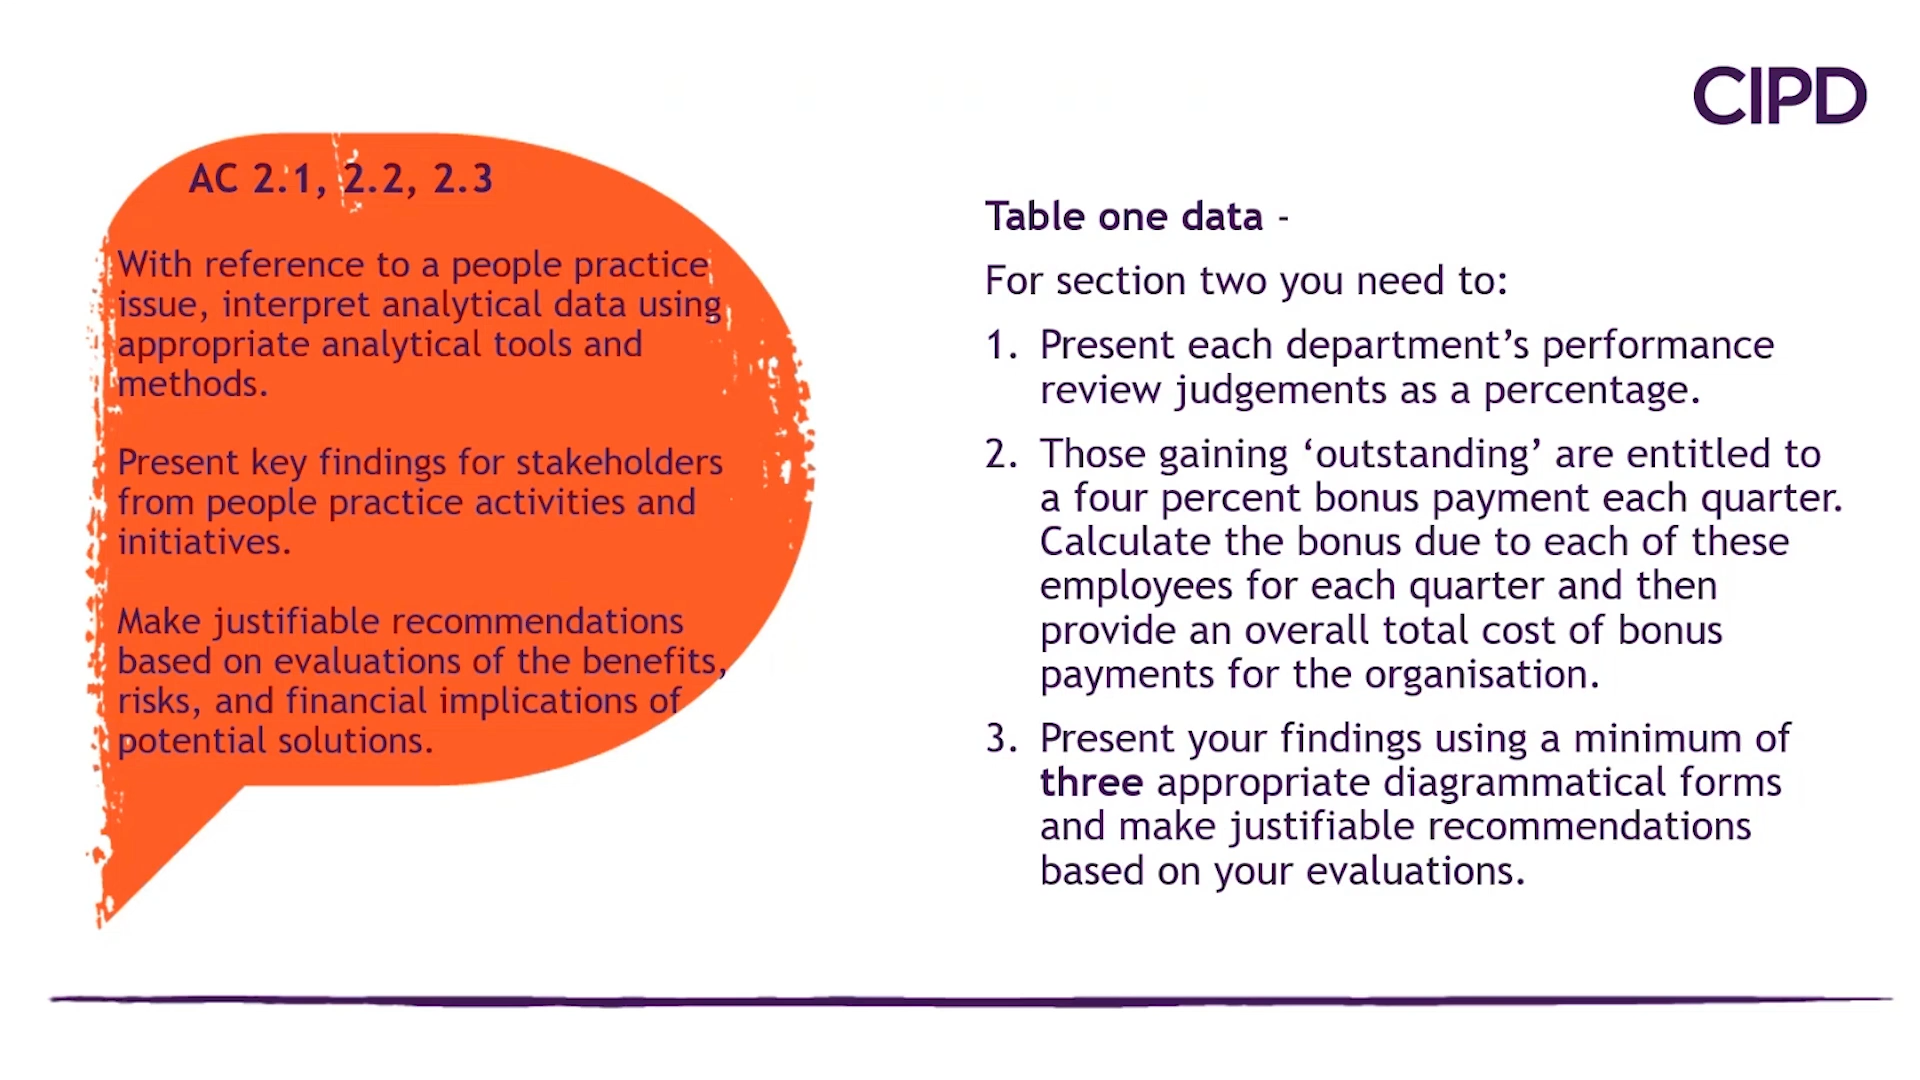 CIPD
AC 2.1, 2.2, 2.3
With reference to a people practice
issue, interpret analytical data using
appropriate analytical tools and
methods.
Present key findings for stakeholders
from people practice activities and
initiatives.
Make justifiable recommendations
based on evaluations of the benefits,
risks, and financial implications of
potential solutions.
Table one data -
For section two you need to:
1. Present each department’s performance
review judgements as a percentage.
2. Those gaining ‘outstanding’ are entitled to
a four percent bonus payment each quarter.
Calculate the bonus due to each of these
employees for each quarter and then
provide an overall total cost of bonus
payments for the organisation.
3. Present your findings using a minimum of
three appropriate diagrammatical forms
and make justifiable recommendations
based on your evaluations.